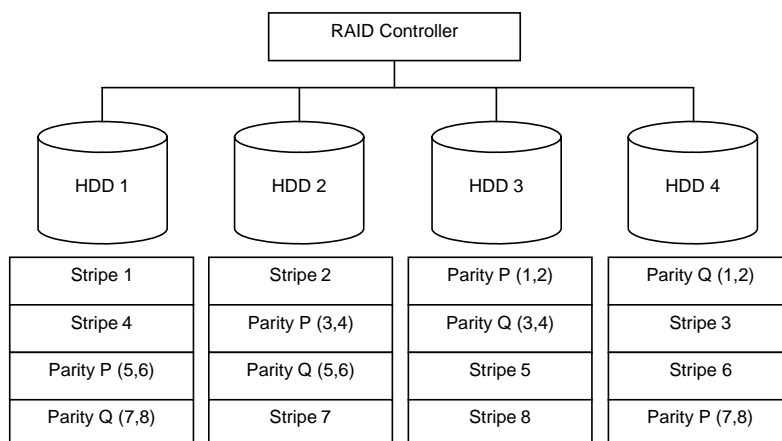 RAID Controller
HDD 1
HDD 2
HDD 3
HDD 4
Stripe 1
Stripe 2
Parity P (1,2)
Parity Q (1,2)
Stripe 4
Parity P (3,4)
Parity Q (3,4)
Stripe 3
Parity P (5,6)
Parity Q (5,6)
Stripe 5
Stripe 6
Parity Q (7,8)
Stripe 7
Stripe 8
Parity P (7,8)